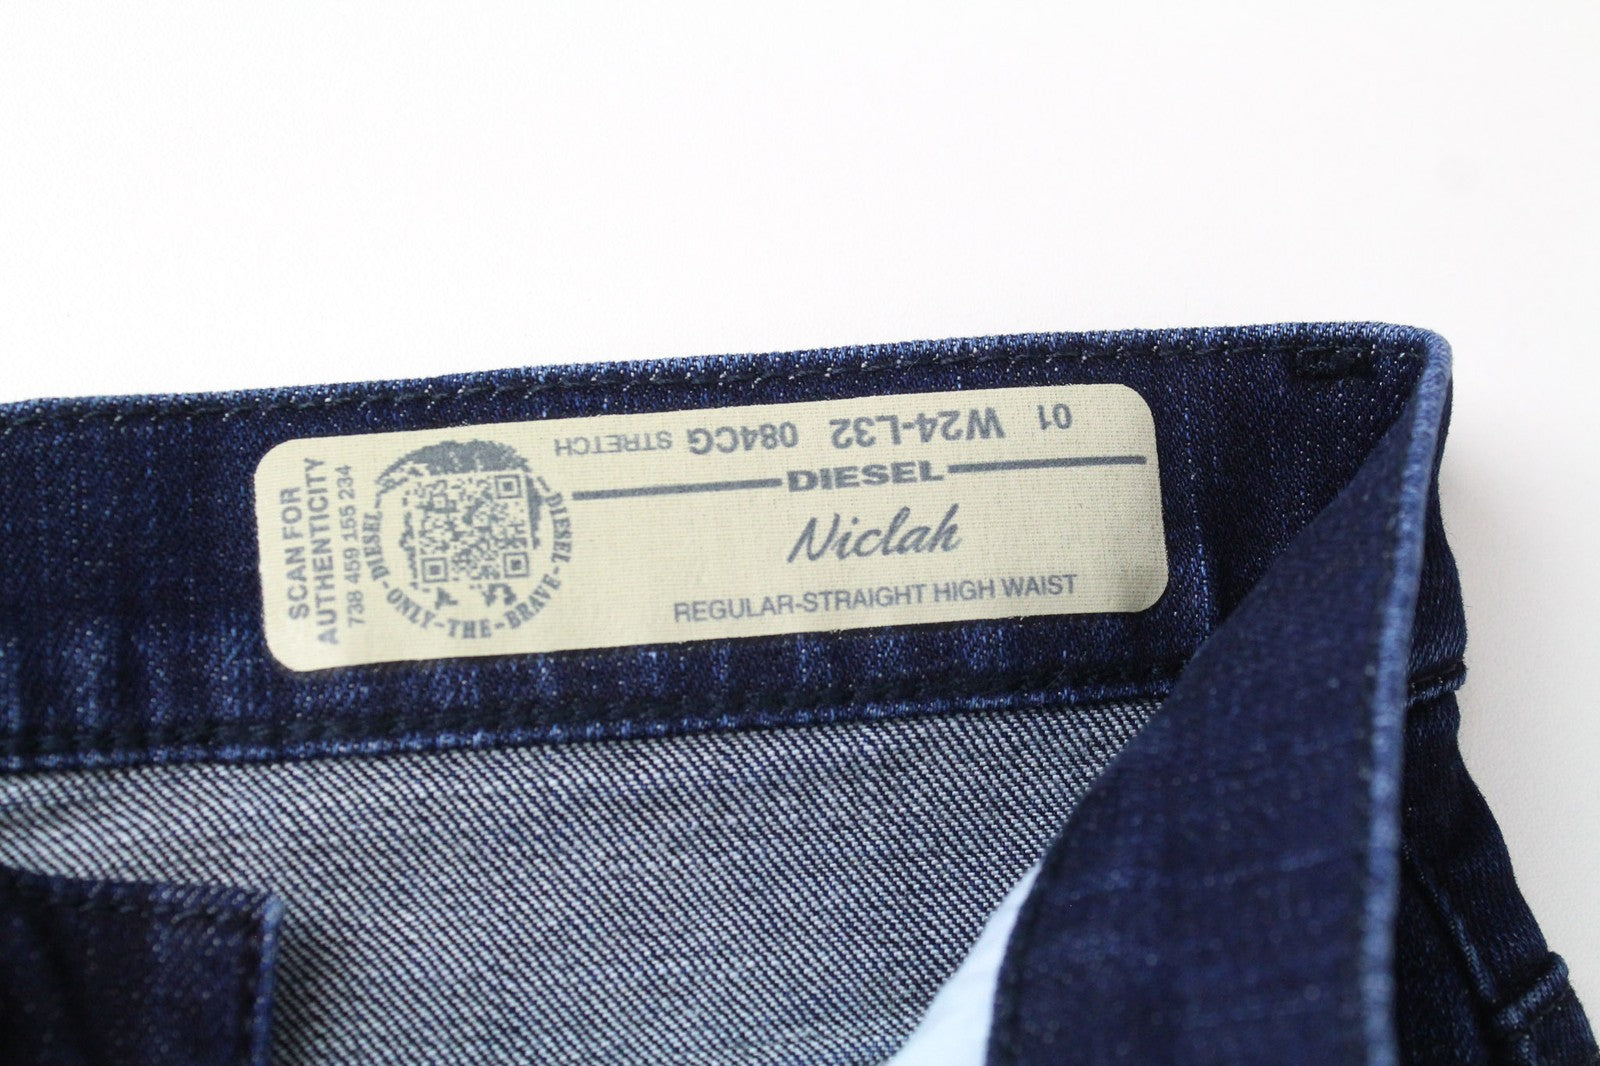 SCAN FOR
AUTHENTICITY
738 459 165 234
DIESEL-ONLY-THE-BRAVE-DIESEL
01 W24-L32 084CG STRETCH
DIESEL
Niclah
REGULAR-STRAIGHT HIGH WAIST